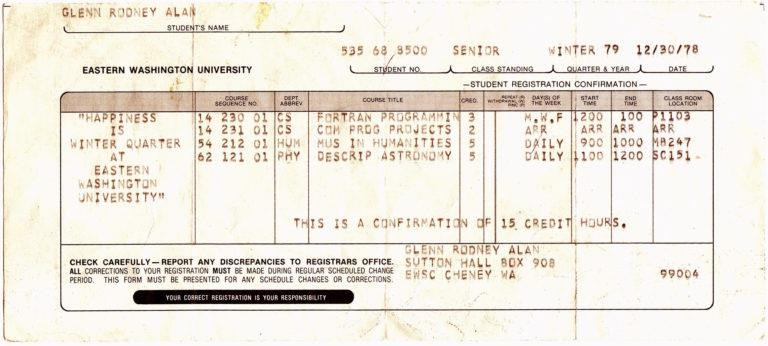 GLENN RODNEY ALAN
STUDENT'S NAME
535 68 8500 SENIOR WINTER 79 12/30/78
EASTERN WASHINGTON UNIVERSITY
STUDENT NO. CLASS STANDING QUARTER & YEAR DATE
—STUDENT REGISTRATION CONFIRMATION—
COURSE SEQUENCE NO. DEPT. ABBREV. COURSE TITLE CRED. REPEAT (R) WITHDRAWAL (W) DAY(S) OF THE WEEK START TIME END TIME CLASS ROOM LOCATION
"HAPPINESS 14 230 01 CS FORTRAN PROGRAMMIN 3 M,W,F 1200 100 P1103
IS 14 231 01 CS COM PROG PROJECTS 2 ARR ARR ARR ARR
WINTER QUARTER 54 212 01 HUM MUS IN HUMANITIES 5 DAILY 900 1000 MB247
AT 62 121 01 PHY DESCRIP ASTRONOMY 5 DAILY 1100 1200 SC151
EASTERN
WASHINGTON
UNIVERSITY"
THIS IS A CONFIRMATION OF 15 CREDIT HOURS.
GLENN RODNEY ALAN
SUTTON HALL BOX 908
EWSC CHENEY WA 99004
CHECK CAREFULLY—REPORT ANY DISCREPANCIES TO REGISTRARS OFFICE.
ALL CORRECTIONS TO YOUR REGISTRATION MUST BE MADE DURING REGULAR SCHEDULED CHANGE
PERIOD. THIS FORM MUST BE PRESENTED FOR ANY SCHEDULE CHANGES OR CORRECTIONS.
YOUR CORRECT REGISTRATION IS YOUR RESPONSIBILITY